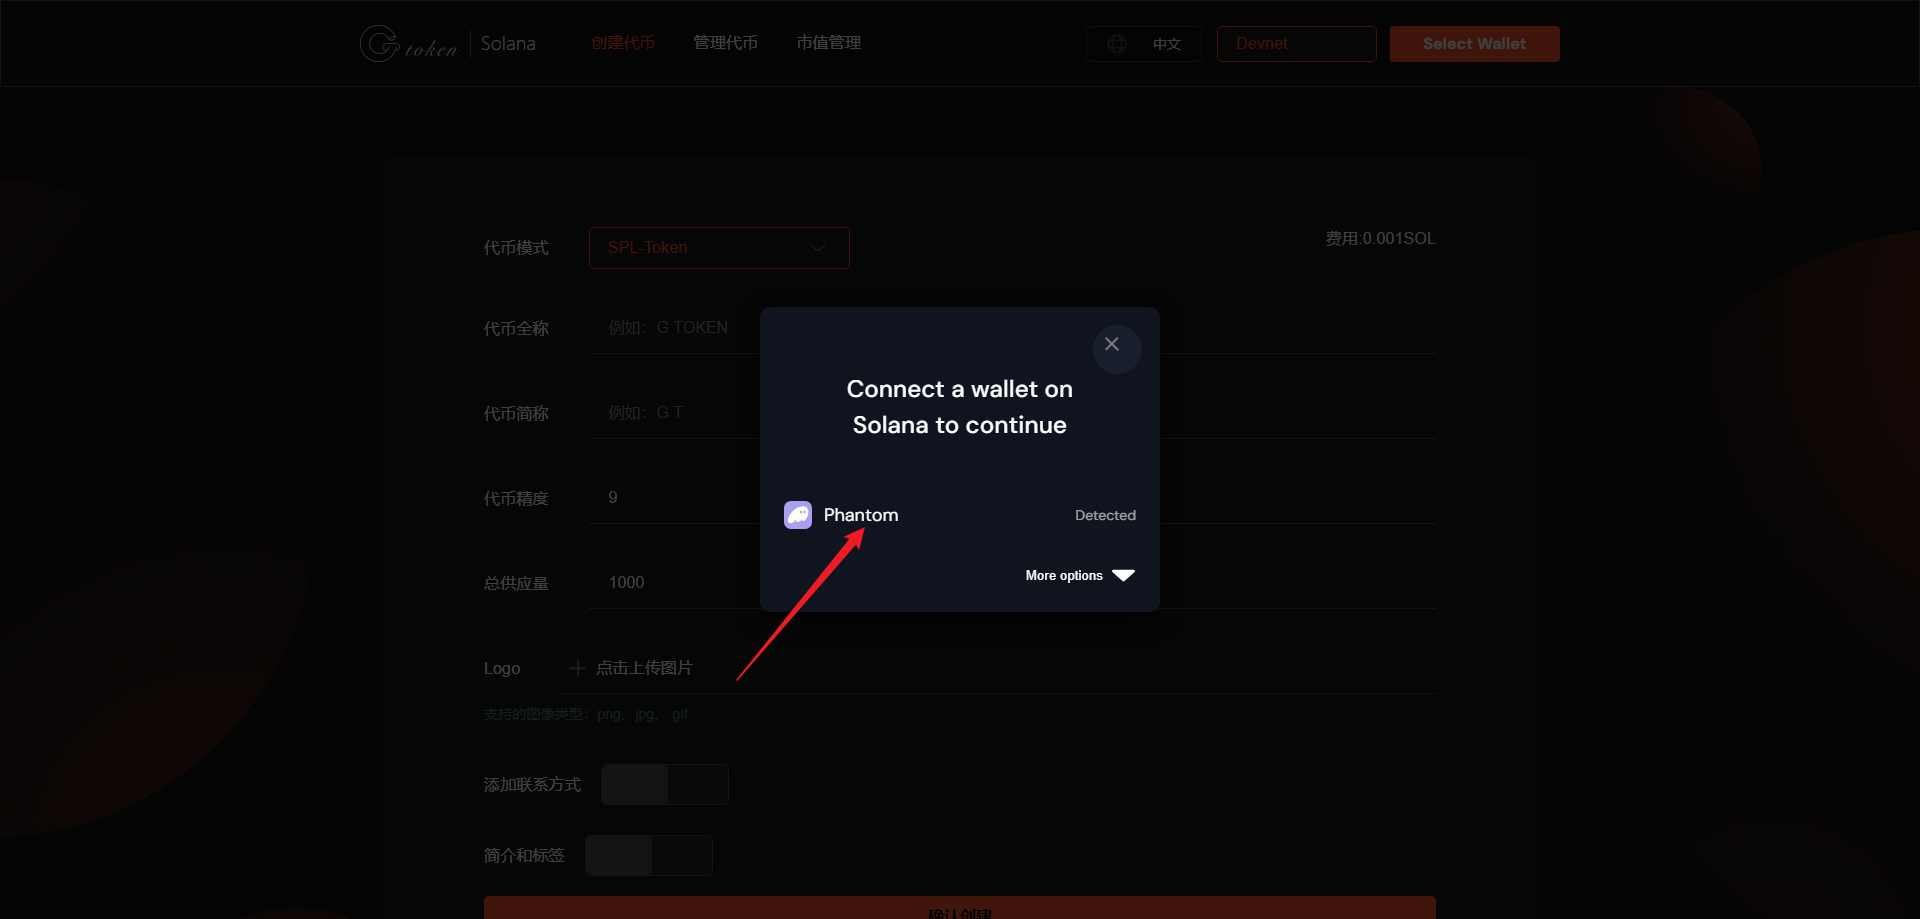 G token | Solana
创建代币
管理代币
市值管理
中文
Devnet
Select Wallet
代币模式
SPL-Token
费用:0.001SOL
代币全称
例如：G TOKEN
代币简称
例如：G T
代币精度
9
总供应量
1000
Connect a wallet on
Solana to continue
Phantom
Detected
More options
Logo
点击上传图片
支持的图像类型：png、jpg、 gif
添加联系方式
简介和标签
确认创建